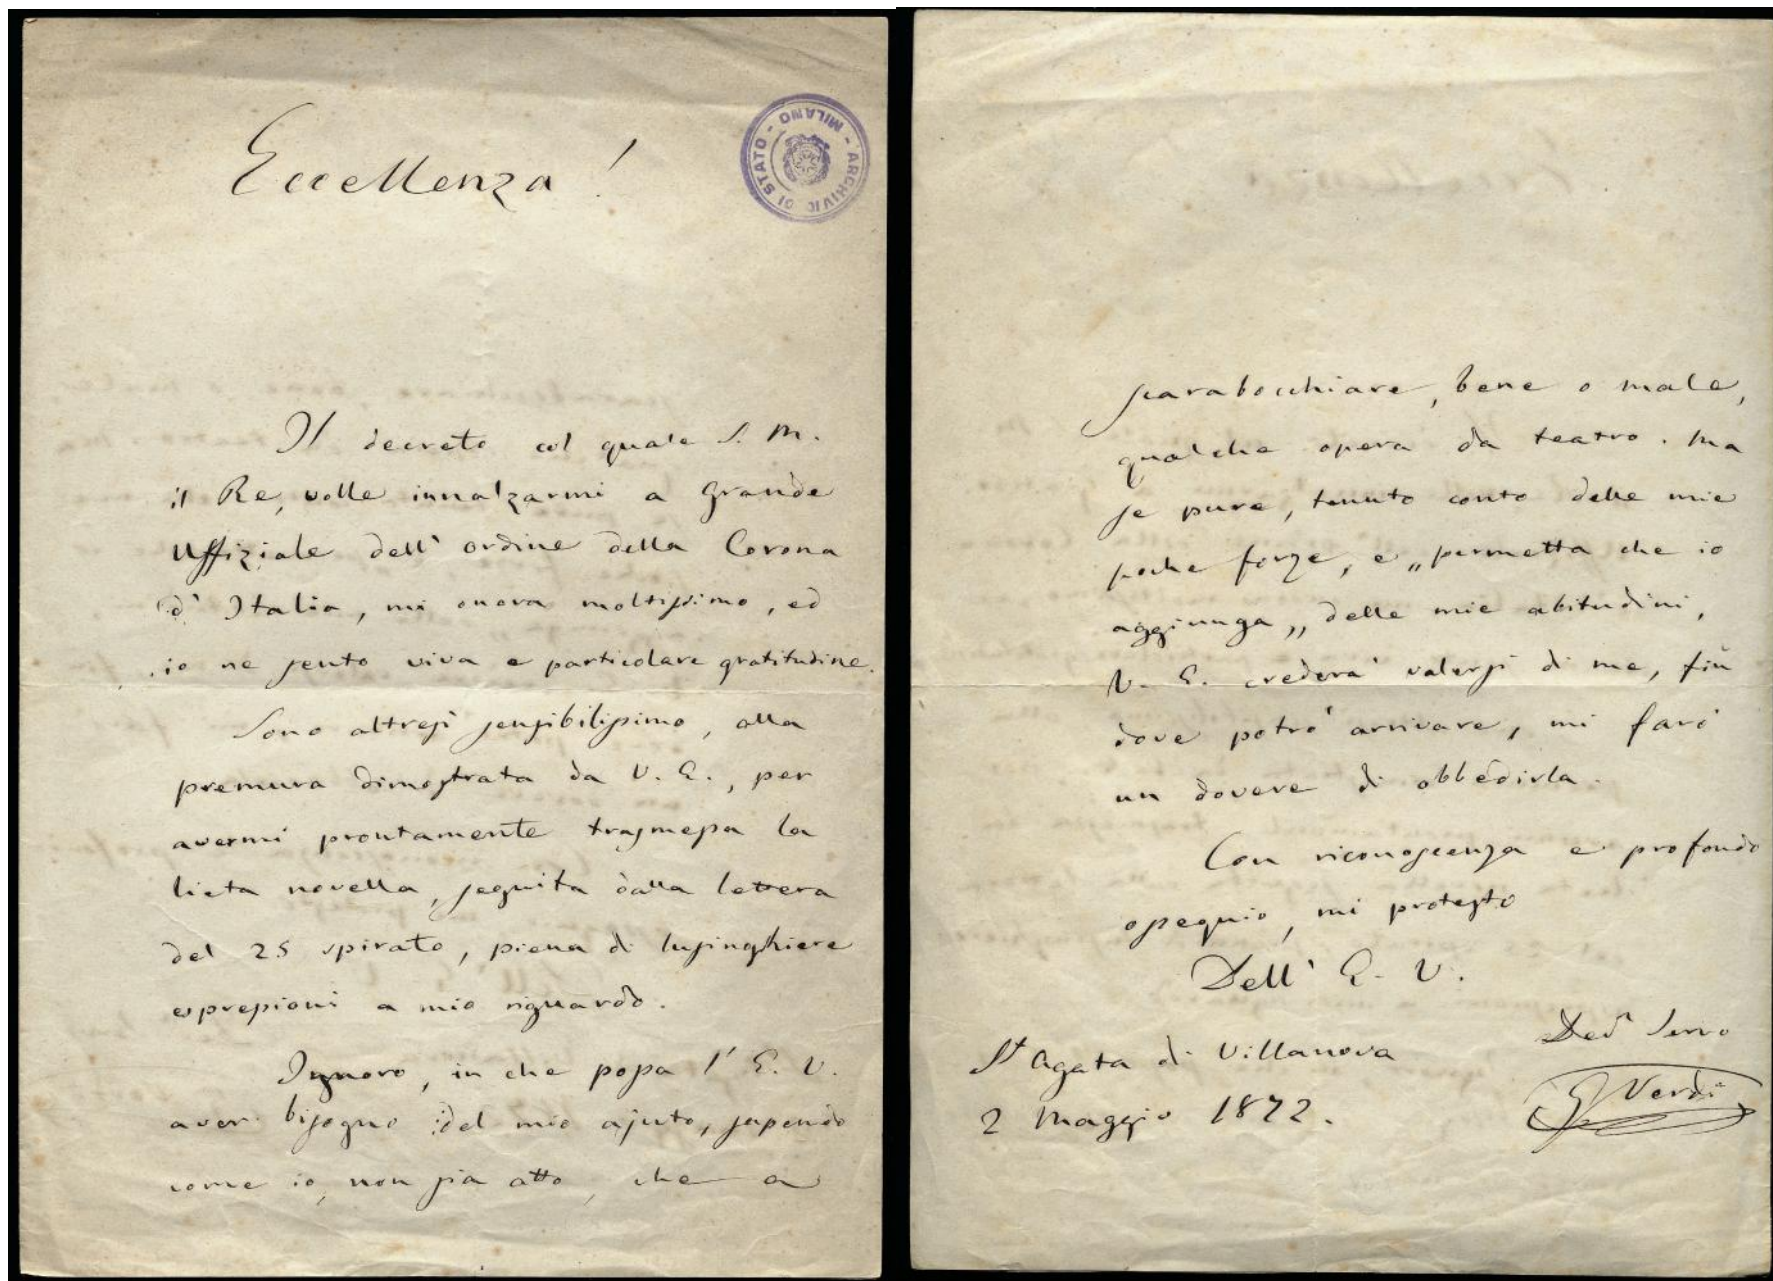 Eccellenza!
ARCHIVIO DI STATO - MILANO -
Il decreto col quale S. M.
il Re, volle innalzarmi a Grande
Uffiziale dell' ordine della Corona
d' Italia, mi onora moltissimo, ed
io ne sento viva e particolare gratitudine.
Sono altresì sensibilissimo, alla
premura dimostrata da V. E., per
avermi prontamente trasmessa la
lieta novella, seguita dalla lettera
del 25 spirato, piena di lusinghiere
espressioni a mio riguardo.
Ignoro, in che possa l' E. V.
aver bisogno del mio ajuto, sapendo
come io, non sia atto, che a
scarabocchiare, bene o male,
qualche opera da teatro. Ma
se pure, tenuto conto delle mie
poche forze, e „permetta che io
aggiunga„ delle mie abitudini,
V. E. crederà valersi di me, fin
dove potrò arrivare, mi farò
un dovere di obbedirla.
Con riconoscenza e profondo
ossequio, mi protesto
Dell' E. V.
Devo Servo
G Verdi
St Agata di Villanova
2 Maggio 1872.